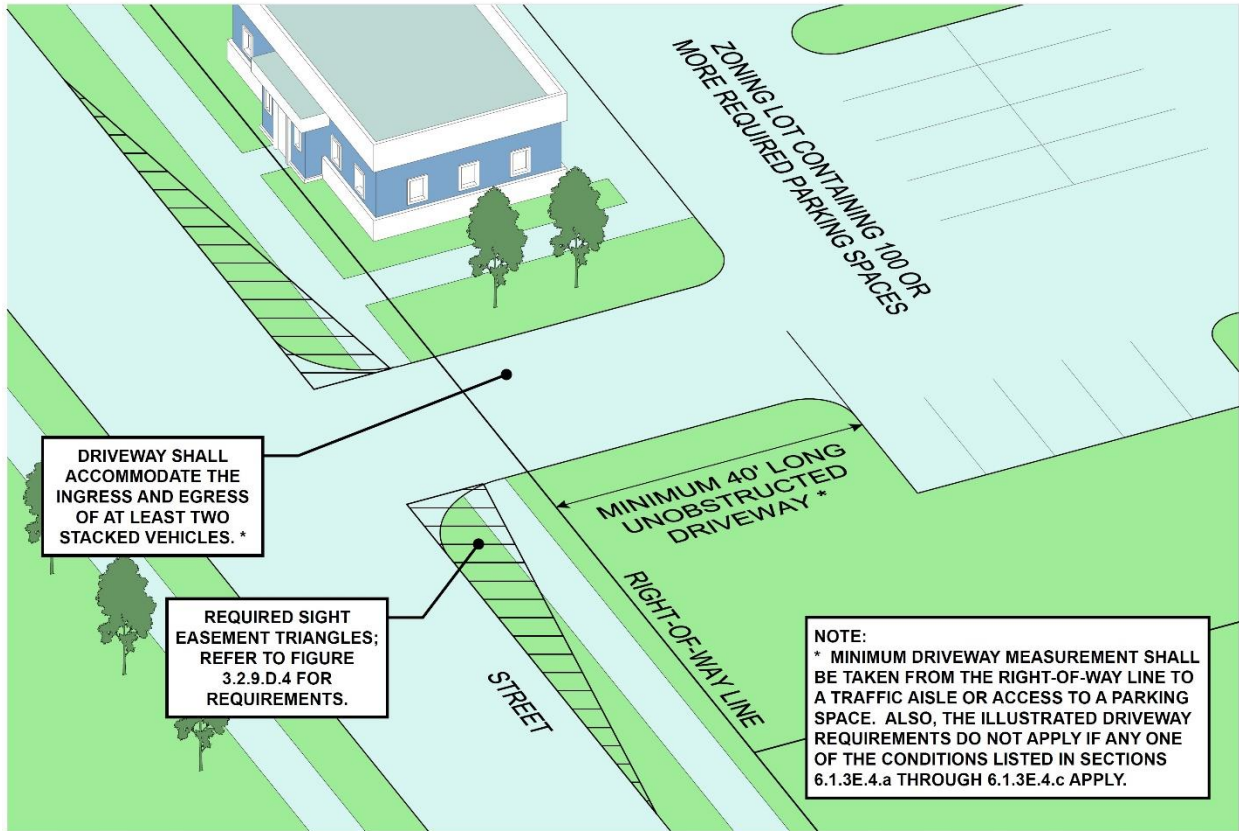 ZONING LOT CONTAINING 100 OR
MORE REQUIRED PARKING SPACES
DRIVEWAY SHALL
ACCOMMODATE THE
INGRESS AND EGRESS
OF AT LEAST TWO
STACKED VEHICLES. *
MINIMUM 40' LONG
UNOBSTRUCTED
DRIVEWAY *
REQUIRED SIGHT
EASEMENT TRIANGLES;
REFER TO FIGURE
3.2.9.D.4 FOR
REQUIREMENTS.
STREET
RIGHT-OF-WAY LINE
NOTE:
* MINIMUM DRIVEWAY MEASUREMENT SHALL
BE TAKEN FROM THE RIGHT-OF-WAY LINE TO
A TRAFFIC AISLE OR ACCESS TO A PARKING
SPACE. ALSO, THE ILLUSTRATED DRIVEWAY
REQUIREMENTS DO NOT APPLY IF ANY ONE
OF THE CONDITIONS LISTED IN SECTIONS
6.1.3E.4.a THROUGH 6.1.3E.4.c APPLY.